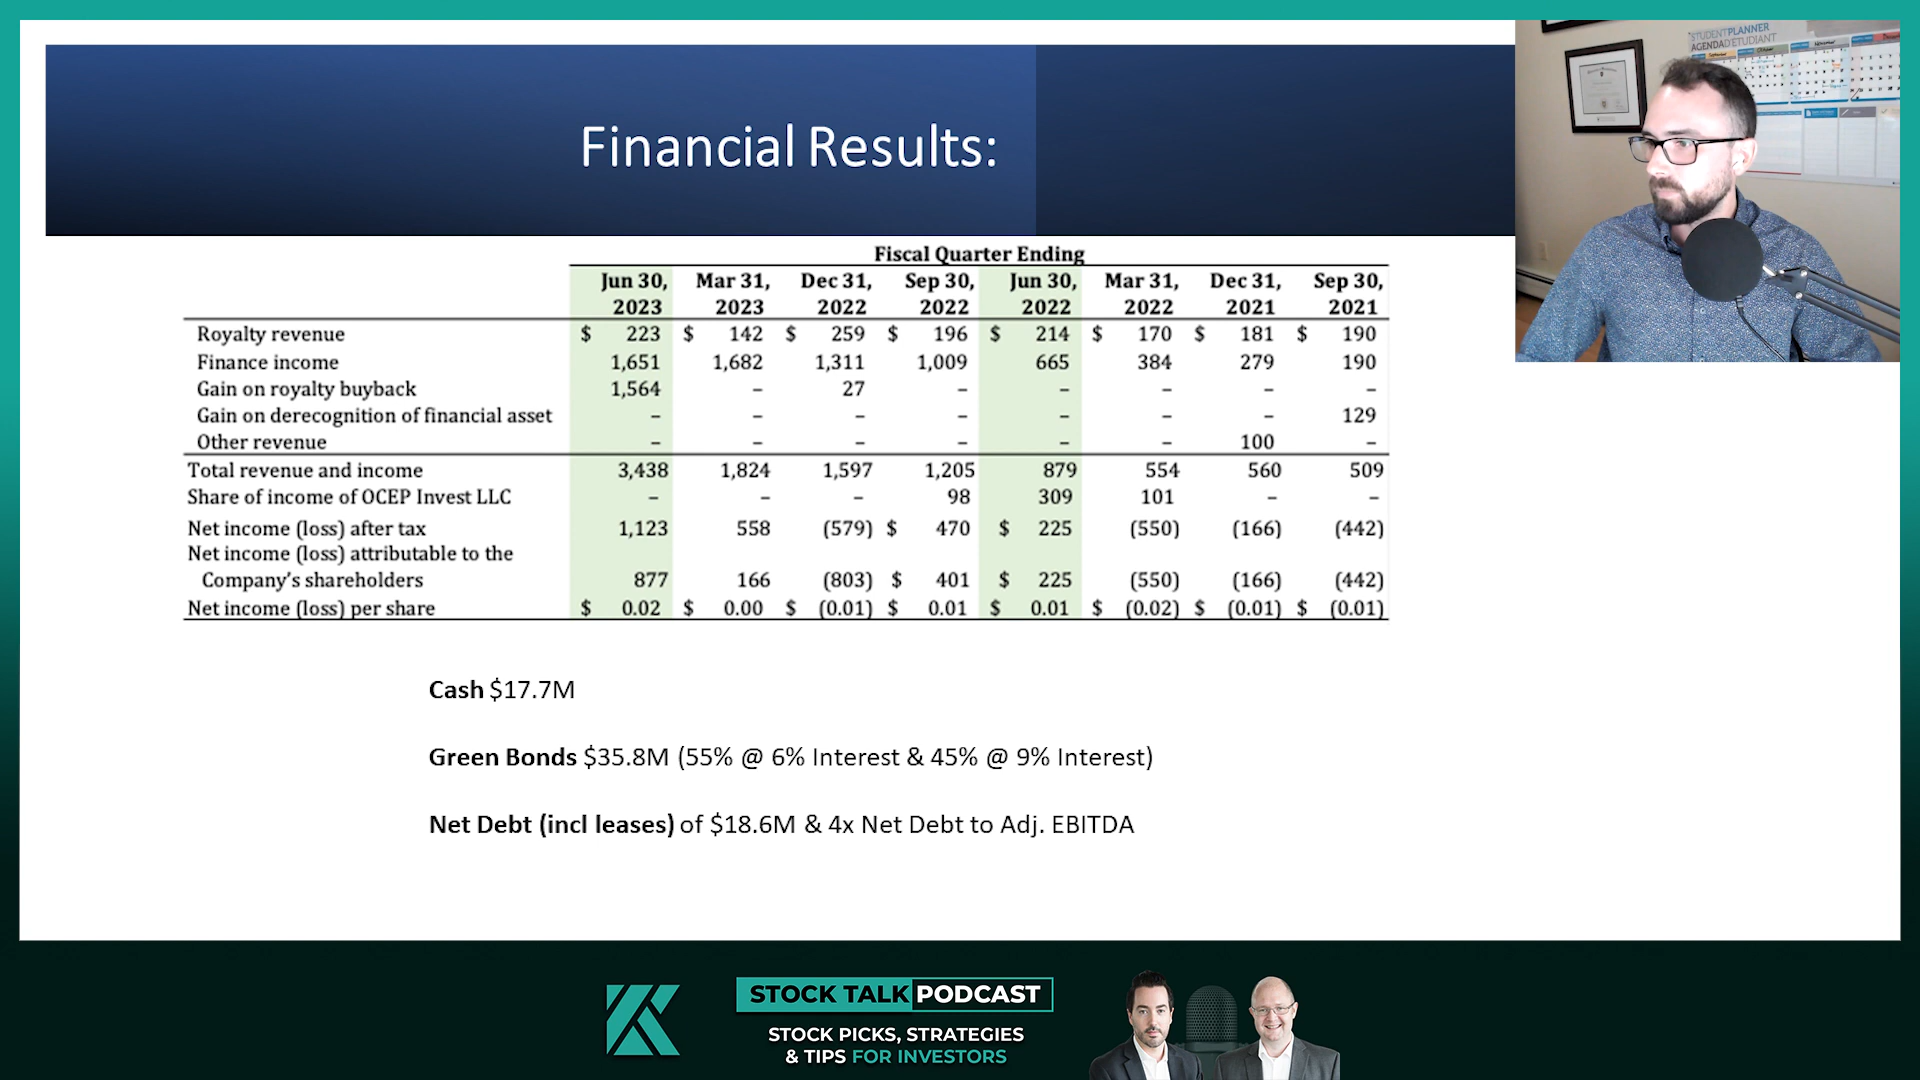 STUDENTPLANNER
AGENDAD'ETUDIANT
Financial Results:
Fiscal Quarter Ending
Jun 30, Mar 31, Dec 31, Sep 30, Jun 30, Mar 31, Dec 31, Sep 30,
2023 2023 2022 2022 2022 2022 2021 2021
Royalty revenue $ 223 $ 142 $ 259 $ 196 $ 214 $ 170 $ 181 $ 190
Finance income 1,651 1,682 1,311 1,009 665 384 279 190
Gain on royalty buyback 1,564 – 27 – – – – –
Gain on derecognition of financial asset – – – – – – – 129
Other revenue – – – – – – 100 –
Total revenue and income 3,438 1,824 1,597 1,205 879 554 560 509
Share of income of OCEP Invest LLC – – – 98 309 101 – –
Net income (loss) after tax 1,123 558 (579) $ 470 $ 225 (550) (166) (442)
Net income (loss) attributable to the
Company's shareholders 877 166 (803) $ 401 $ 225 (550) (166) (442)
Net income (loss) per share $ 0.02 $ 0.00 $ (0.01) $ 0.01 $ 0.01 $ (0.02) $ (0.01) $ (0.01)
Cash $17.7M
Green Bonds $35.8M (55% @ 6% Interest & 45% @ 9% Interest)
Net Debt (incl leases) of $18.6M & 4x Net Debt to Adj. EBITDA
STOCK TALK PODCAST
STOCK PICKS, STRATEGIES
& TIPS FOR INVESTORS